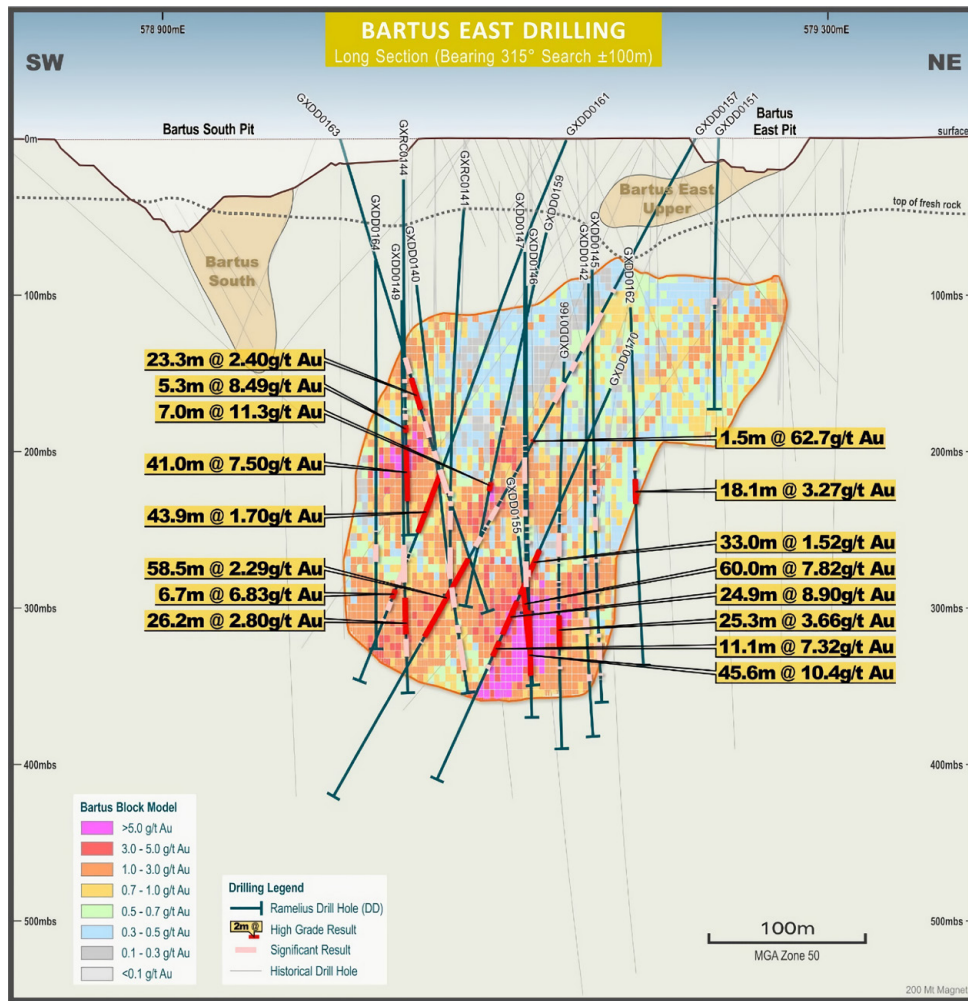 BARTUS EAST DRILLING
Long Section (Bearing 315° Search ±100m)
578 900mE
579 300mE
SW
NE
Bartus South Pit
Bartus
East Pit
0m
surface
GXDD0163
GXRC0144
GXRC0141
GXDD0161
GXDD0157
GXDD0151
GXDD0159
GXDD0164
GXDD0149
GXDD0140
GXDD0147
GXDD0146
GXDD0145
GXDD0142
GXDD0162
GXDD0166
GXDD0170
GXDD0155
Bartus East
Upper
top of fresh rock
Bartus
South
100mbs
100mbs
23.3m @ 2.40g/t Au
5.3m @ 8.49g/t Au
7.0m @ 11.3g/t Au
41.0m @ 7.50g/t Au
43.9m @ 1.70g/t Au
58.5m @ 2.29g/t Au
6.7m @ 6.83g/t Au
26.2m @ 2.80g/t Au
1.5m @ 62.7g/t Au
18.1m @ 3.27g/t Au
33.0m @ 1.52g/t Au
60.0m @ 7.82g/t Au
24.9m @ 8.90g/t Au
25.3m @ 3.66g/t Au
11.1m @ 7.32g/t Au
45.6m @ 10.4g/t Au
200mbs
200mbs
300mbs
300mbs
400mbs
400mbs
500mbs
500mbs
Bartus Block Model
>5.0 g/t Au
3.0 - 5.0 g/t Au
1.0 - 3.0 g/t Au
0.7 - 1.0 g/t Au
0.5 - 0.7 g/t Au
0.3 - 0.5 g/t Au
0.1 - 0.3 g/t Au
<0.1 g/t Au
Drilling Legend
Ramelius Drill Hole (DD)
2m @
High Grade Result
Significant Result
Historical Drill Hole
100m
MGA Zone 50
200 Mt Magnet